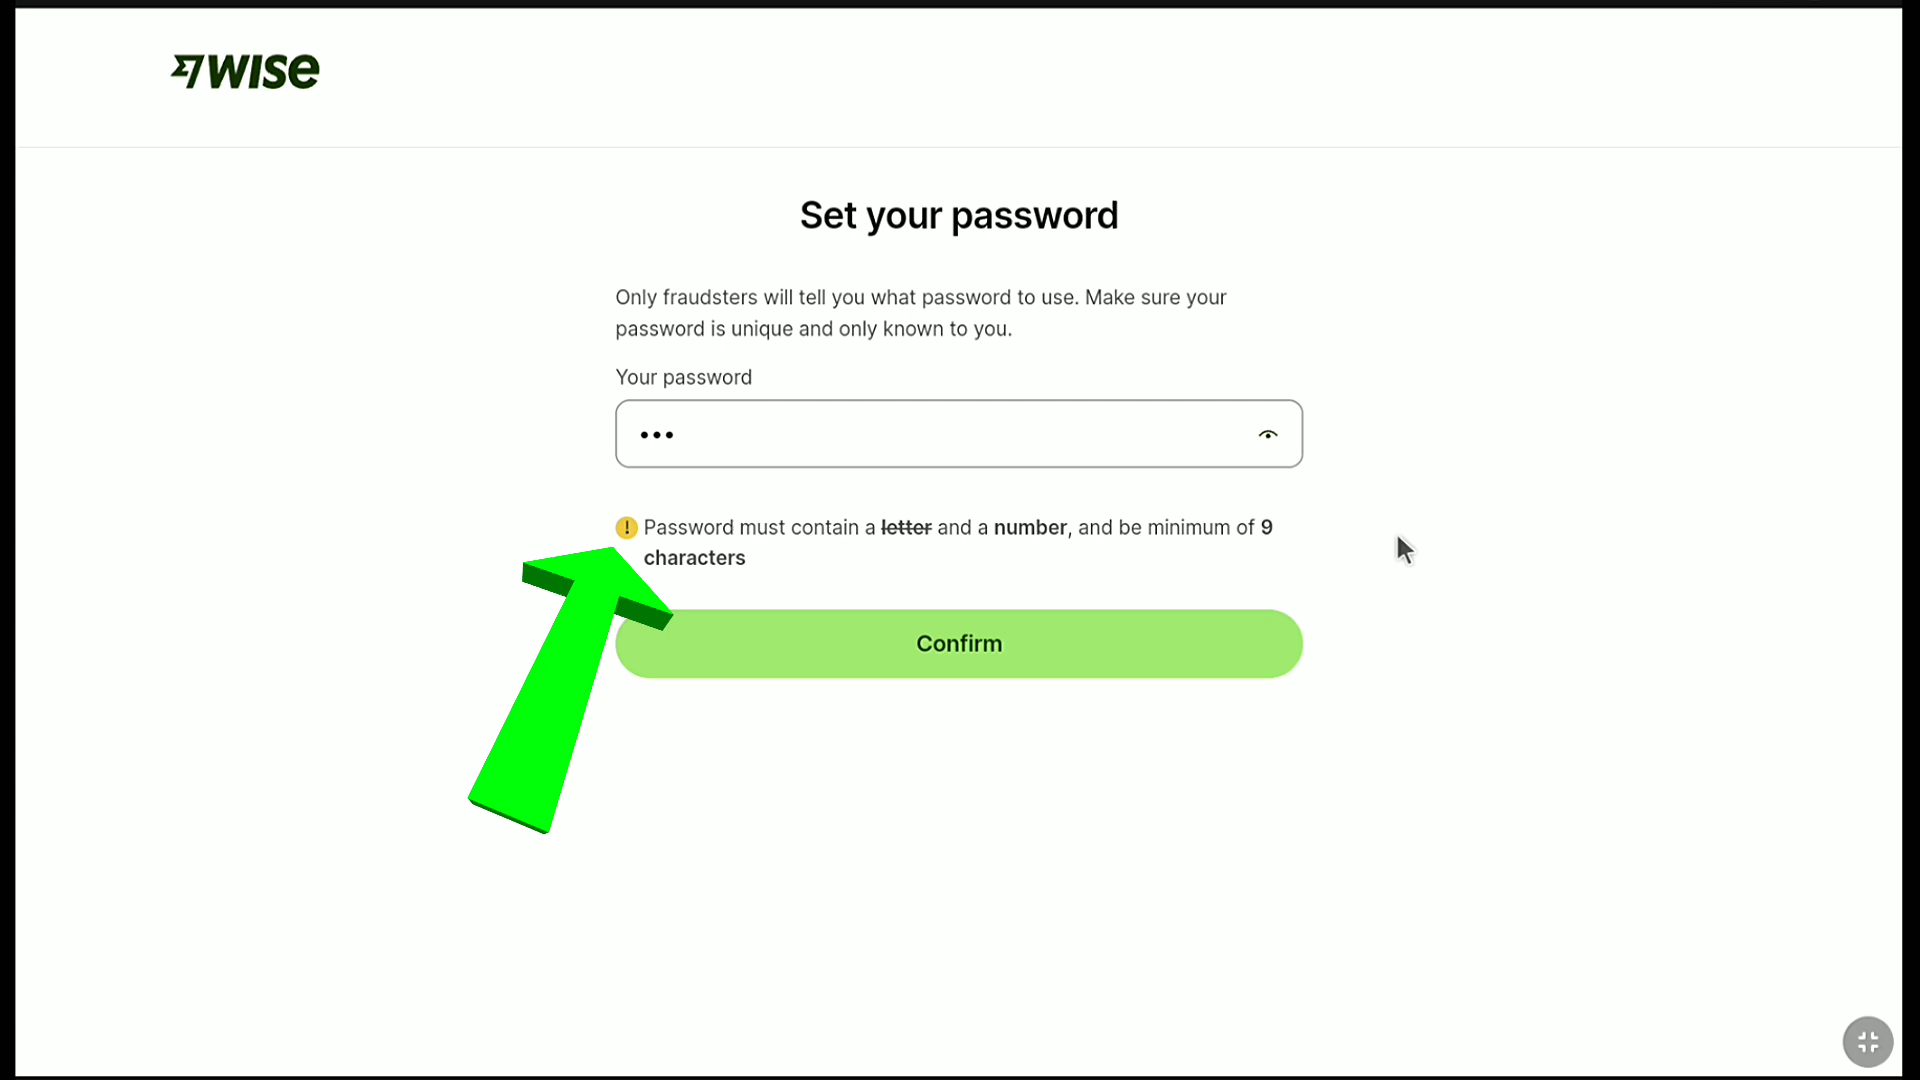 wise
Set your password
Only fraudsters will tell you what password to use. Make sure your
password is unique and only known to you.
Your password
•••
! Password must contain a letter and a number, and be minimum of 9
characters
Confirm